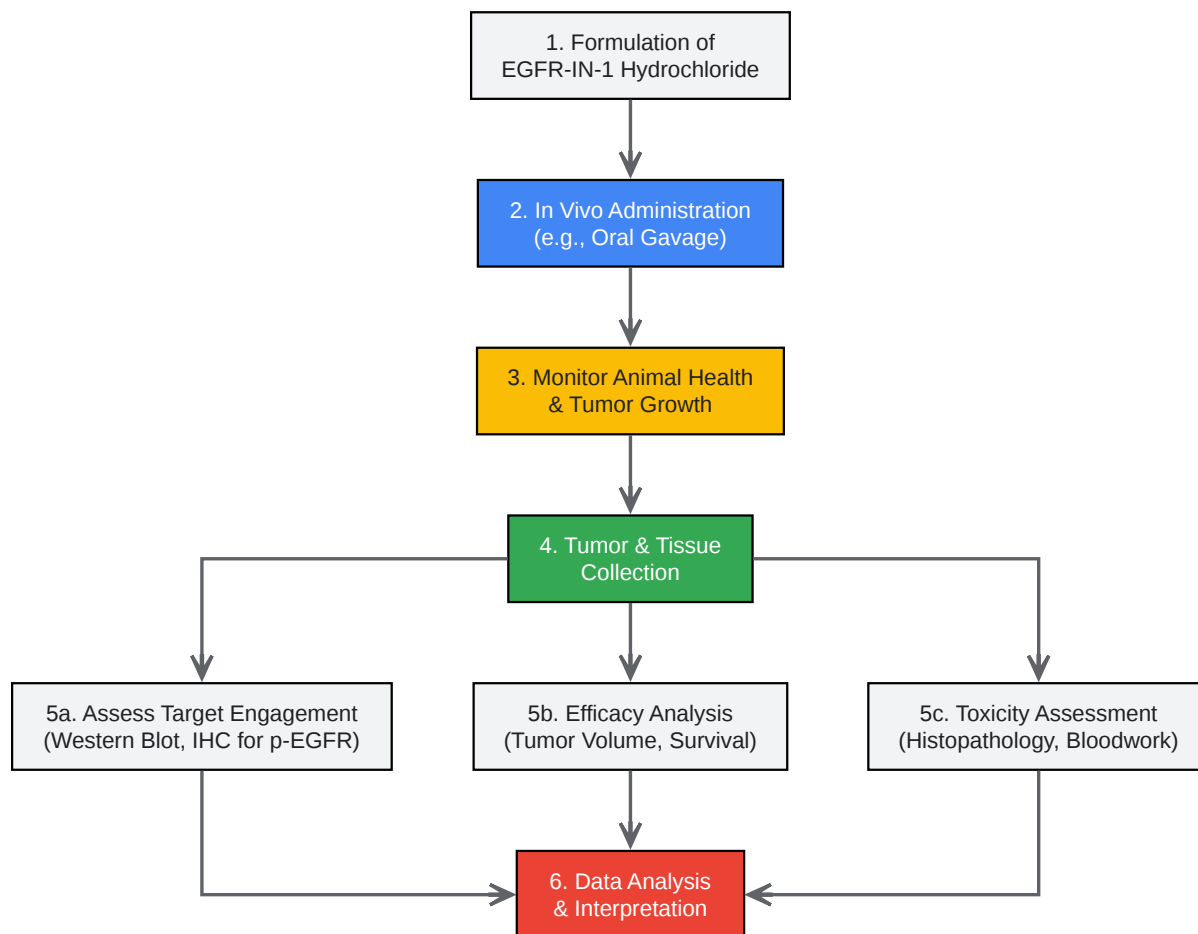 1. Formulation of
EGFR-IN-1 Hydrochloride
2. In Vivo Administration
(e.g., Oral Gavage)
3. Monitor Animal Health
& Tumor Growth
4. Tumor & Tissue
Collection
5a. Assess Target Engagement
(Western Blot, IHC for p-EGFR)
5b. Efficacy Analysis
(Tumor Volume, Survival)
5c. Toxicity Assessment
(Histopathology, Bloodwork)
6. Data Analysis
& Interpretation